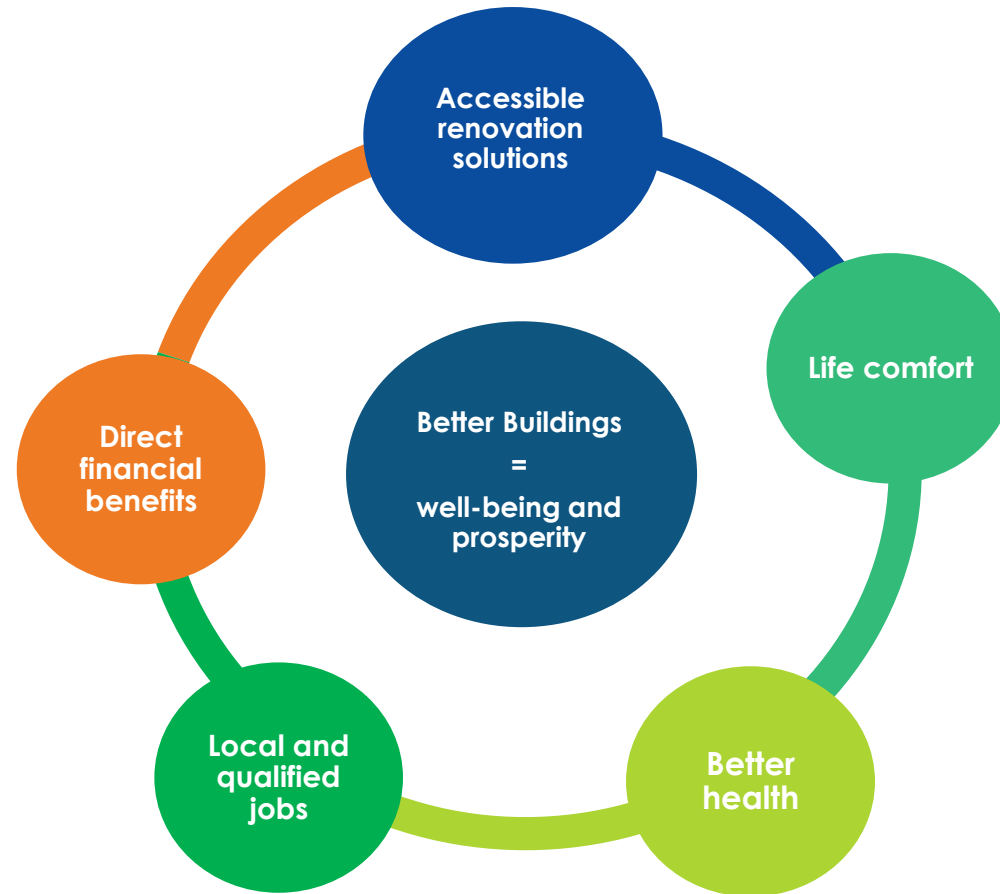 Accessible
renovation
solutions
Life comfort
Better Buildings
=
well-being and
prosperity
Direct
financial
benefits
Local and
qualified
jobs
Better
health